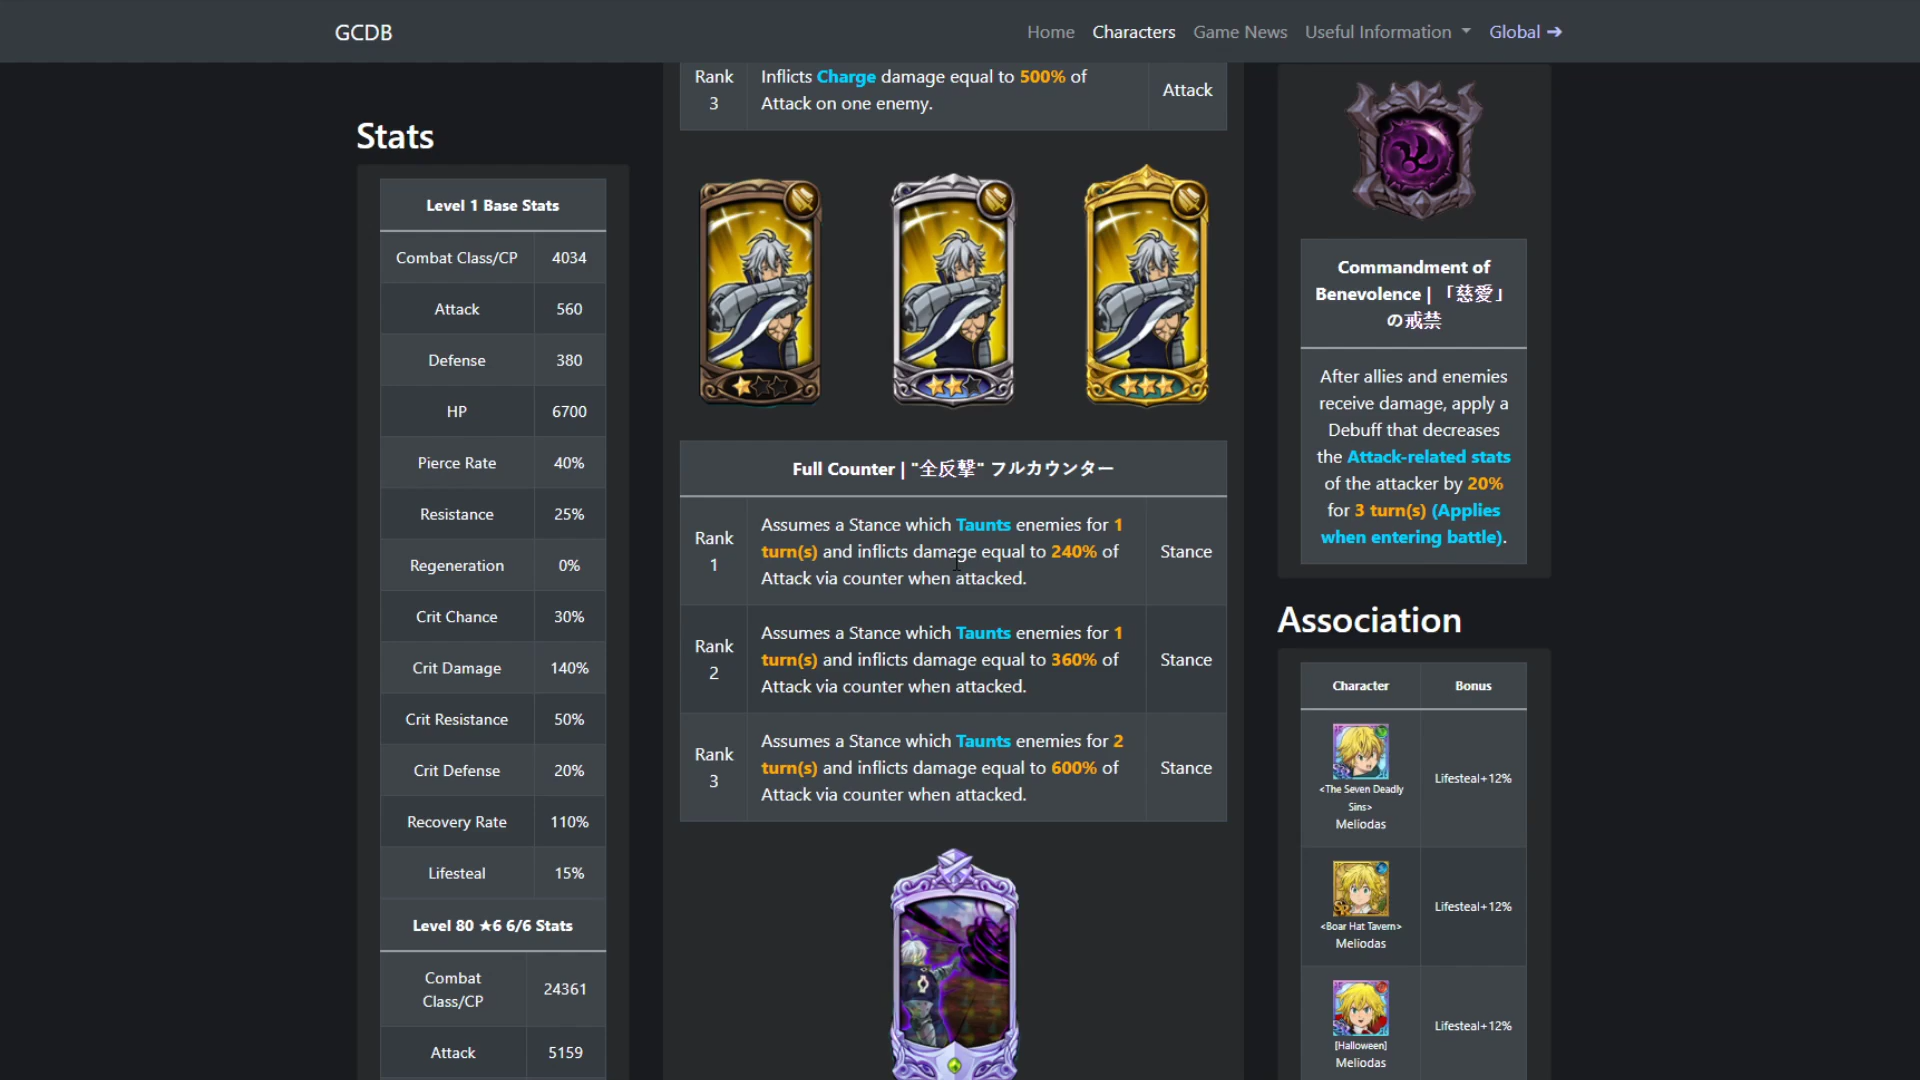 GCDB
Home Characters Game News Useful Information Global ➔
Stats
Level 1 Base Stats
Combat Class/CP 4034
Attack 560
Defense 380
HP 6700
Pierce Rate 40%
Resistance 25%
Regeneration 0%
Crit Chance 30%
Crit Damage 140%
Crit Resistance 50%
Crit Defense 20%
Recovery Rate 110%
Lifesteal 15%
Level 80 ★6 6/6 Stats
Combat
Class/CP
24361
Attack 5159
Rank
3
Inflicts Charge damage equal to 500% of
Attack on one enemy.
Attack
Full Counter | "全反撃" フルカウンター
Rank
1
Assumes a Stance which Taunts enemies for 1
turn(s) and inflicts damage equal to 240% of
Attack via counter when attacked.
Stance
Rank
2
Assumes a Stance which Taunts enemies for 1
turn(s) and inflicts damage equal to 360% of
Attack via counter when attacked.
Stance
Rank
3
Assumes a Stance which Taunts enemies for 2
turn(s) and inflicts damage equal to 600% of
Attack via counter when attacked.
Stance
Commandment of
Benevolence | 「慈愛」
の戒禁
After allies and enemies
receive damage, apply a
Debuff that decreases
the Attack-related stats
of the attacker by 20%
for 3 turn(s) (Applies
when entering battle).
Association
Character Bonus
<The Seven Deadly
Sins>
Meliodas
Lifesteal+12%
SR
<Boar Hat Tavern>
Meliodas
Lifesteal+12%
[Halloween]
Meliodas
Lifesteal+12%